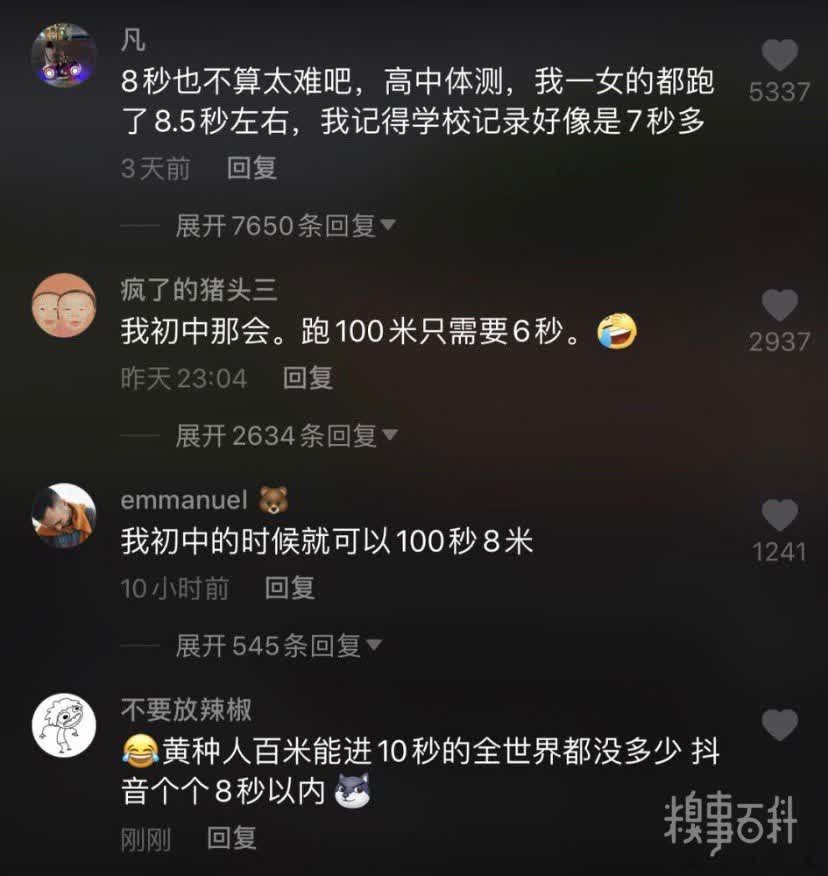 凡
8秒也不算太难吧，高中体测，我一女的都跑
了8.5秒左右，我记得学校记录好像是7秒多
5337
3天前 回复
展开7650条回复
疯了的猪头三
我初中那会。跑100米只需要6秒。🤣
2937
昨天23:04 回复
展开2634条回复
emmanuel 🐻
我初中的时候就可以100秒8米
1241
10小时前 回复
展开545条回复
不要放辣椒
😂黄种人百米能进10秒的全世界都没多少 抖
音个个8秒以内
刚刚 回复
糗事百科